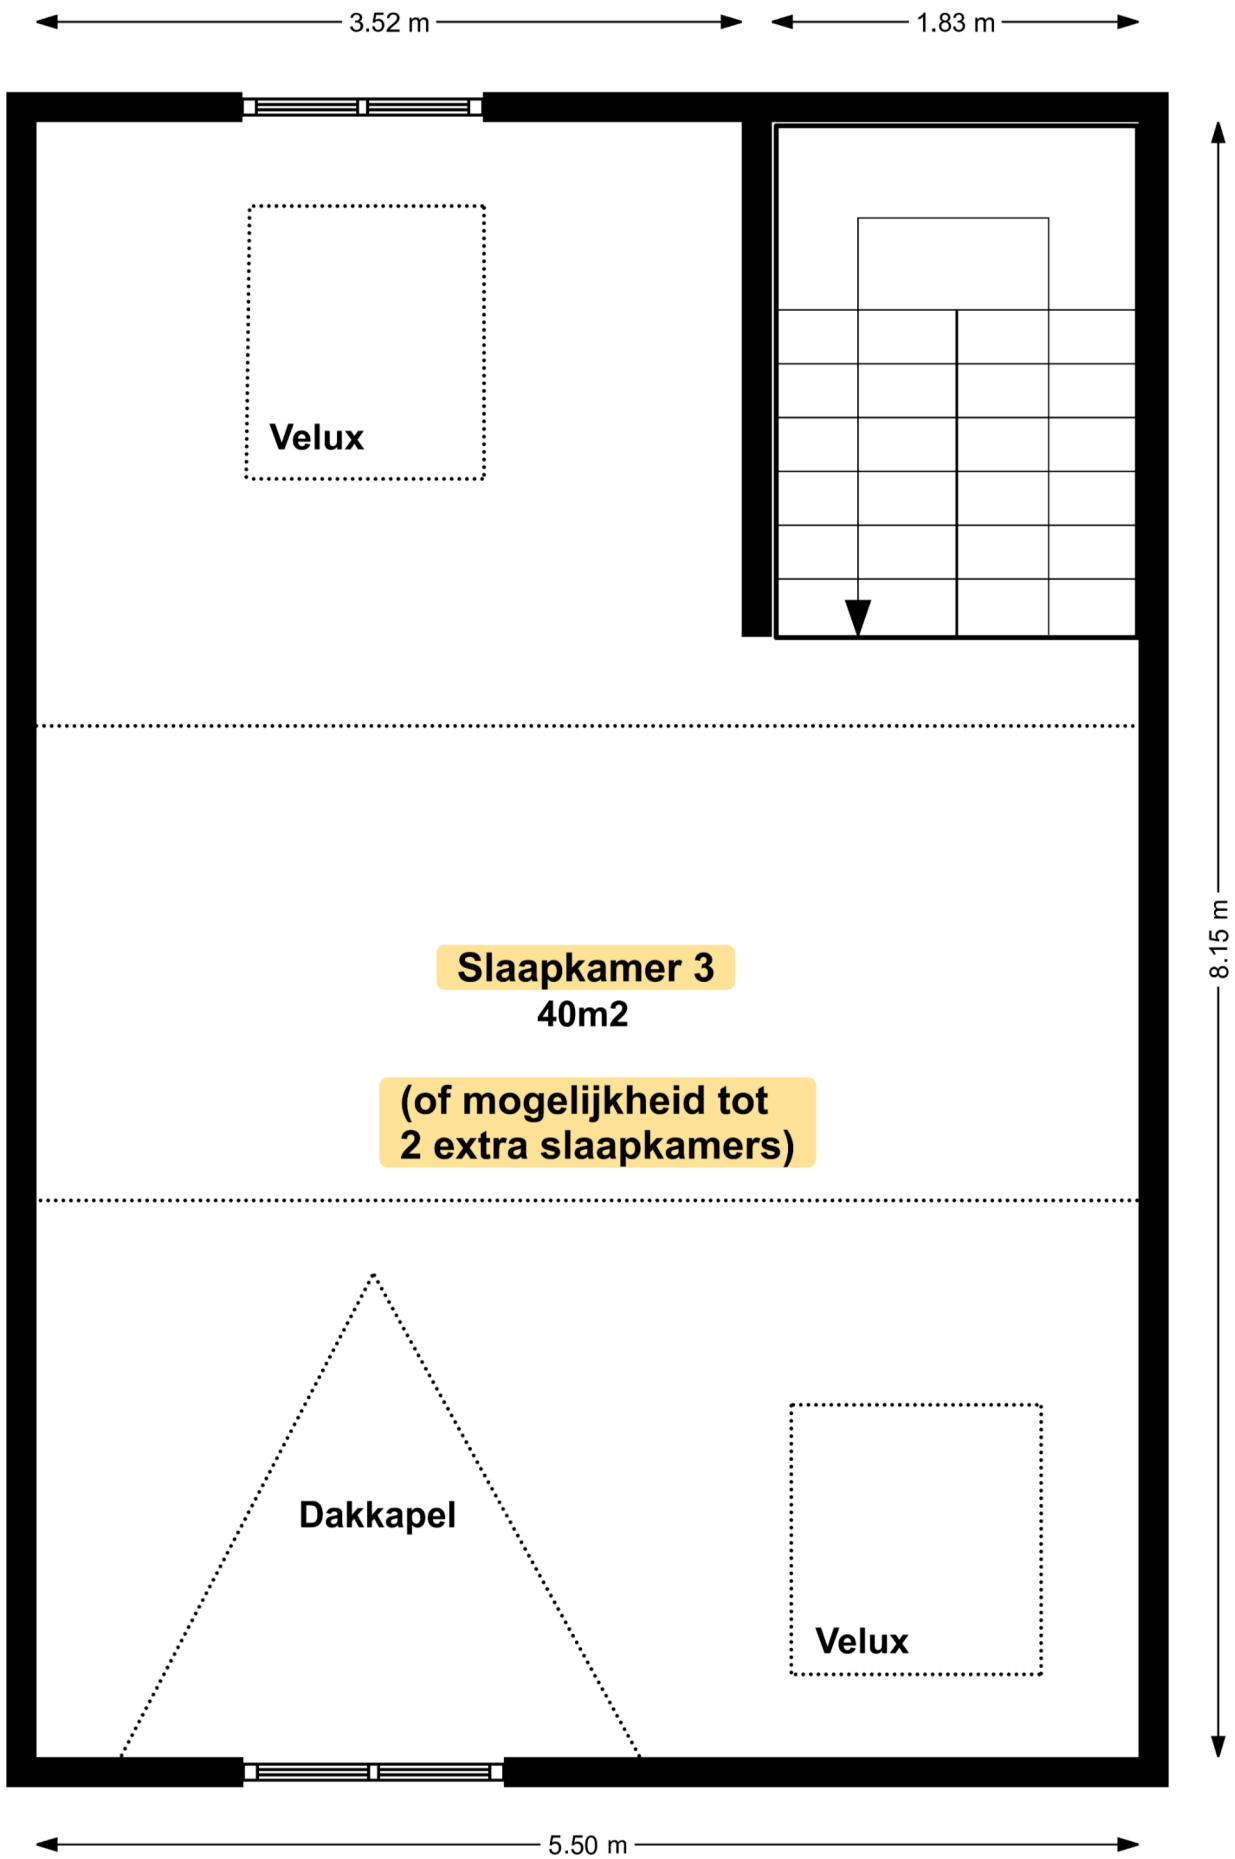 3.52 m
1.83 m
Velux
8.15 m
Slaapkamer 3
40m2
(of mogelijkheid tot
2 extra slaapkamers)
Dakkapel
Velux
5.50 m